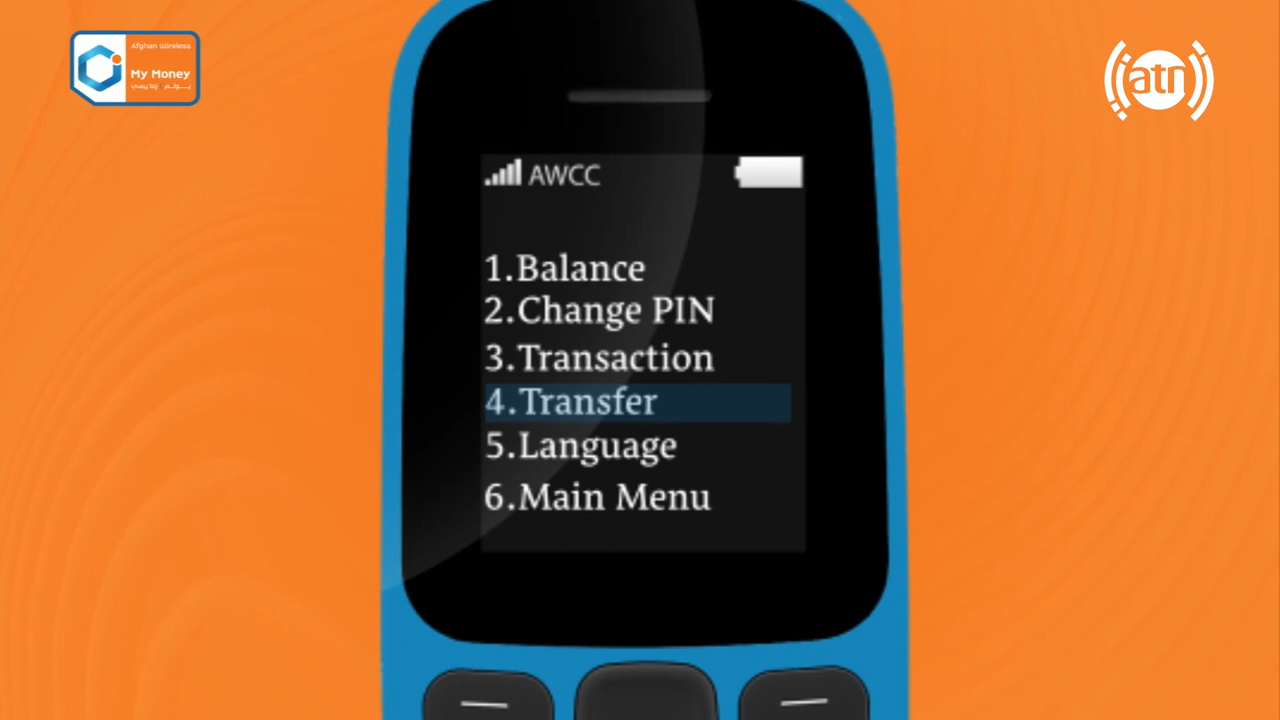 Afghan Wireless
My Money
atn
AWCC
1.Balance
2.Change PIN
3.Transaction
4.Transfer
5.Language
6.Main Menu